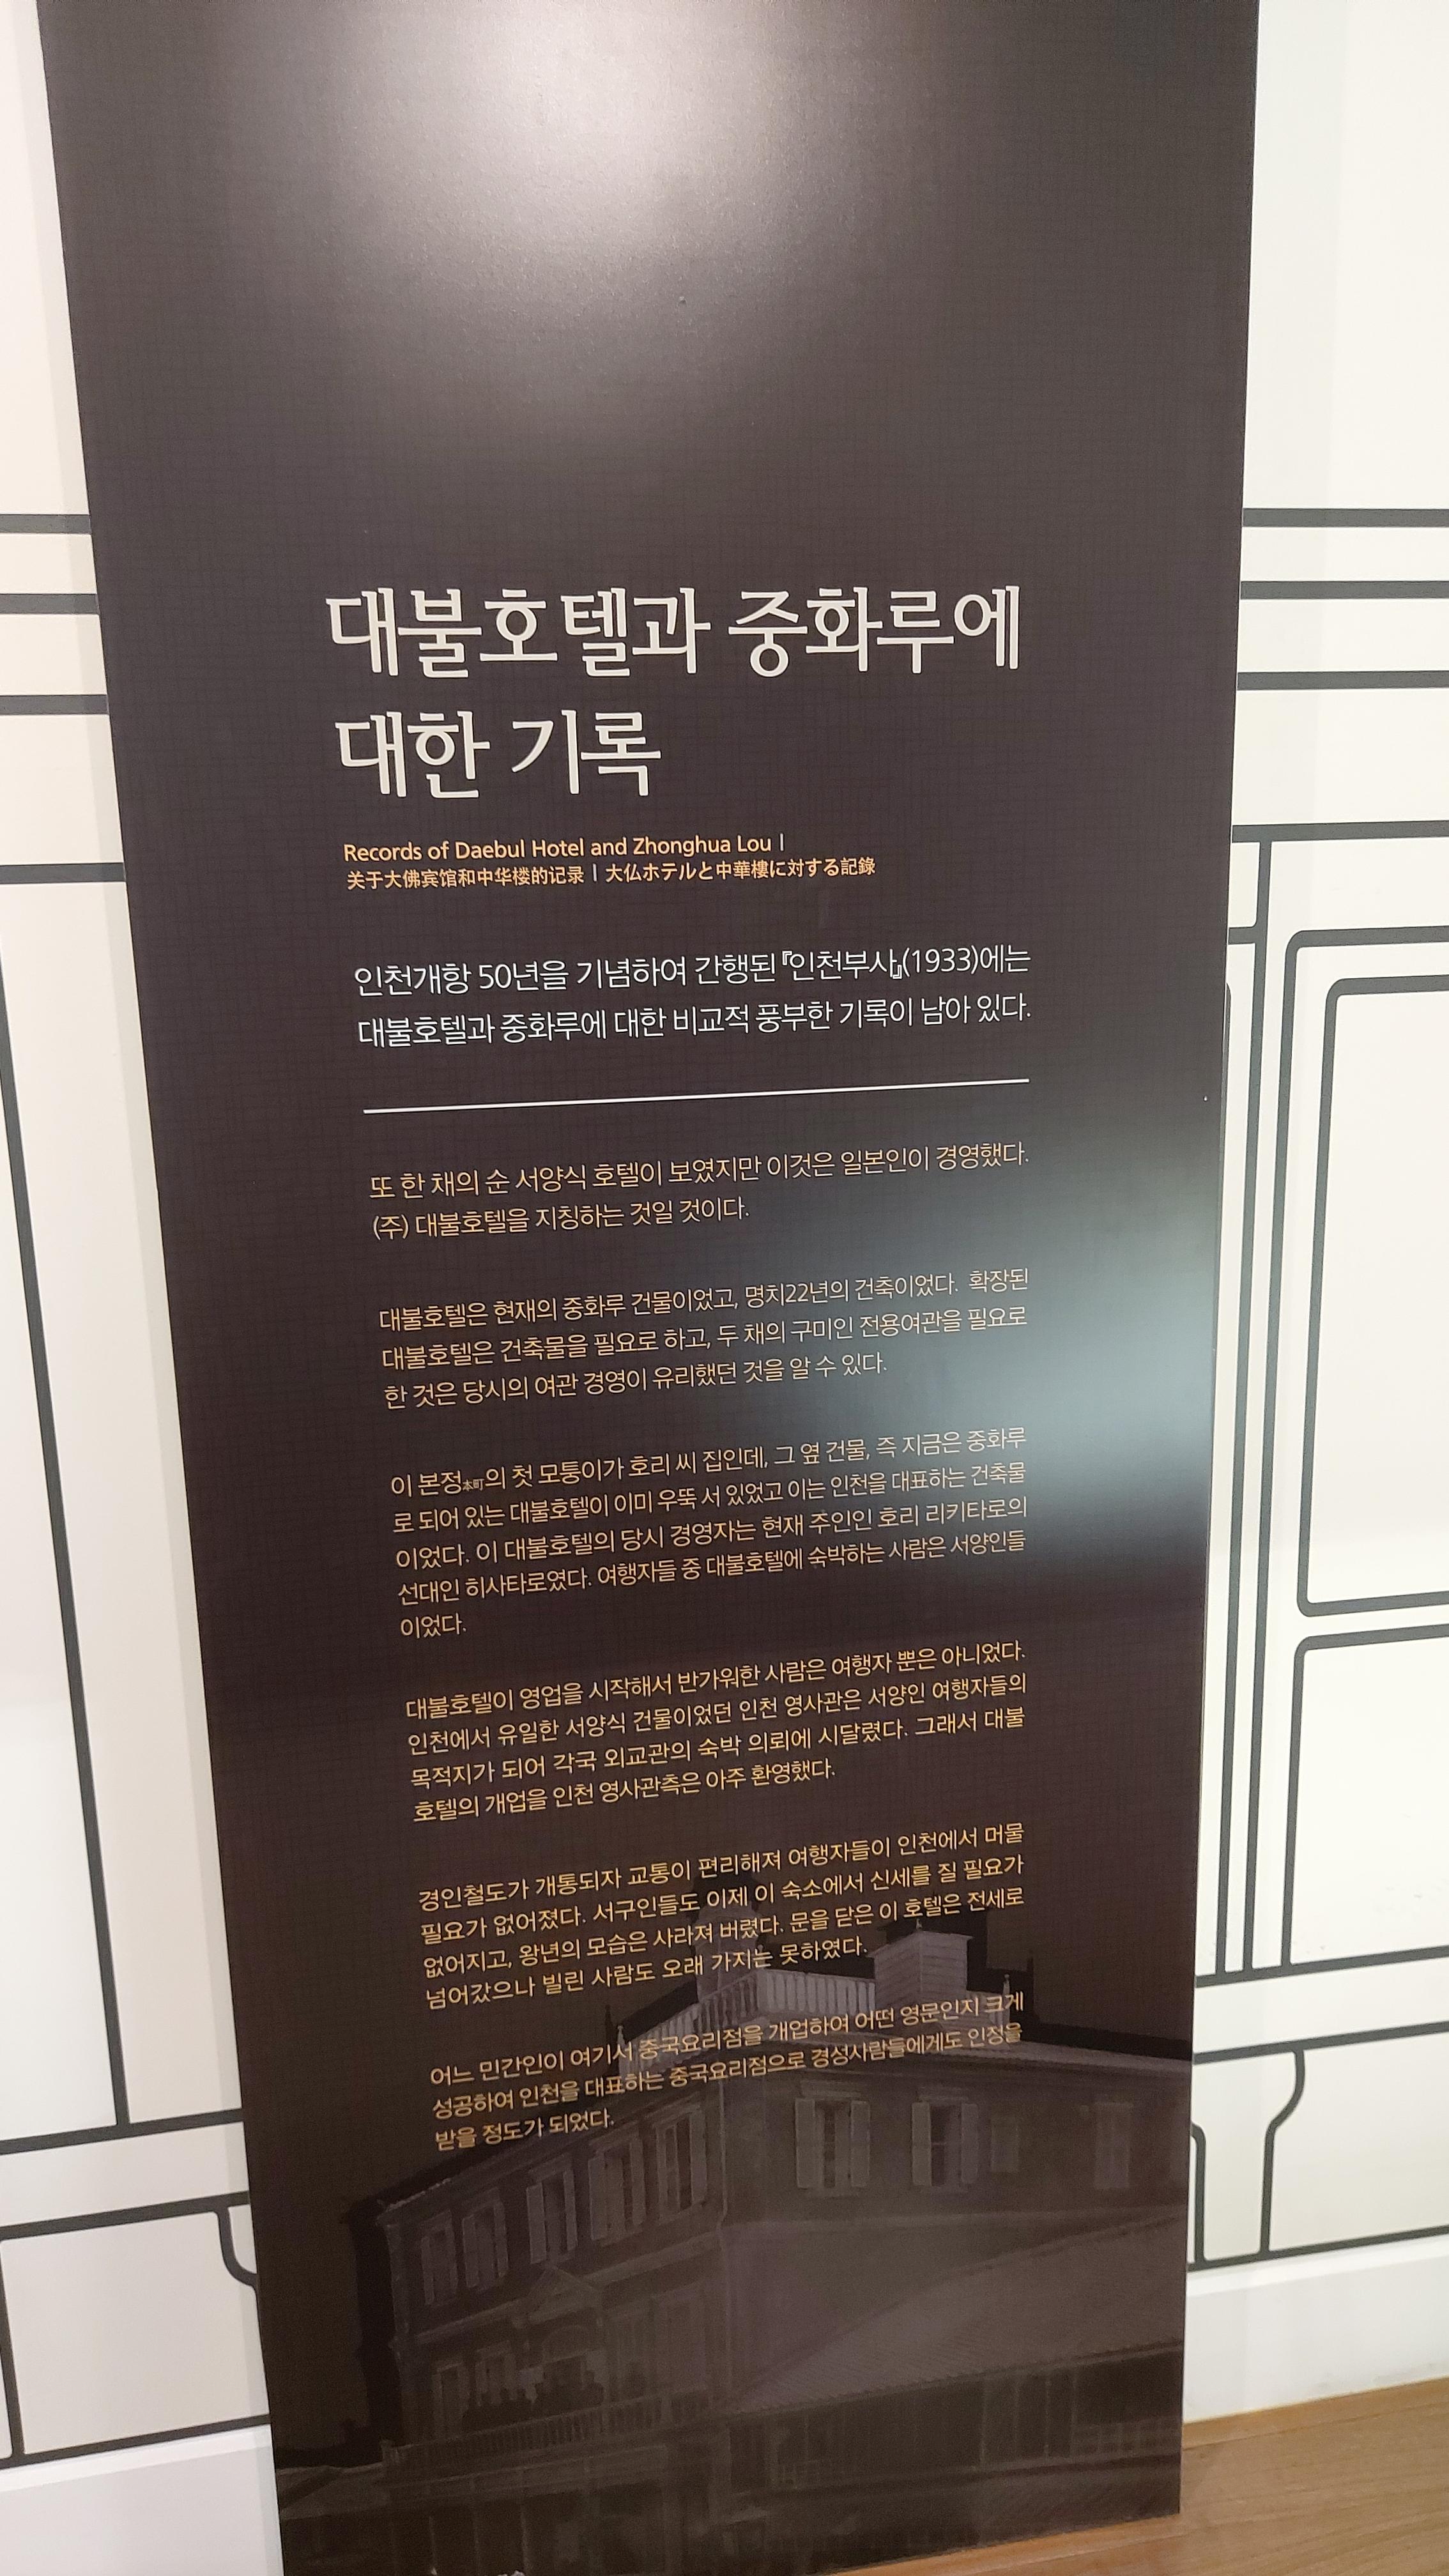 대불호텔과 중화루에
대한 기록
Records of Daebul Hotel and Zhonghua Lou |
关于大佛宾馆和中华楼的记录 | 大仏ホテルと中華樓に対する記錄
인천개항 50년을 기념하여 간행된 『인천부사』(1933)에는
대불호텔과 중화루에 대한 비교적 풍부한 기록이 남아 있다.
또 한 채의 순 서양식 호텔이 보였지만 이것은 일본인이 경영했다.
(주) 대불호텔을 지칭하는 것일 것이다.
대불호텔은 현재의 중화루 건물이었고, 명치22년의 건축이었다. 확장된
대불호텔은 건축물을 필요로 하고, 두 채의 구미인 전용여관을 필요로
한 것은 당시의 여관 경영이 유리했던 것을 알 수 있다.
이 본정本町의 첫 모퉁이가 호리 씨 집인데, 그 옆 건물, 즉 지금은 중화루
로 되어 있는 대불호텔이 이미 우뚝 서 있었고 이는 인천을 대표하는 건축물
이었다. 이 대불호텔의 당시 경영자는 현재 주인인 호리 리키타로의
선대인 히사타로였다. 여행자들 중 대불호텔에 숙박하는 사람은 서양인들
이었다.
대불호텔이 영업을 시작해서 반가워한 사람은 여행자 뿐은 아니었다.
인천에서 유일한 서양식 건물이었던 인천 영사관은 서양인 여행자들의
목적지가 되어 각국 외교관의 숙박 의뢰에 시달렸다. 그래서 대불
호텔의 개업을 인천 영사관측은 아주 환영했다.
경인철도가 개통되자 교통이 편리해져 여행자들이 인천에서 머물
필요가 없어졌다. 서구인들도 이제 이 숙소에서 신세를 질 필요가
없어지고, 왕년의 모습은 사라져 버렸다. 문을 닫은 이 호텔은 전세로
넘어갔으나 빌린 사람도 오래 가지는 못하였다.
어느 민간인이 여기서 중국요리점을 개업하여 어떤 영문인지 크게
성공하여 인천을 대표하는 중국요리점으로 경성사람들에게도 인정을
받을 정도가 되었다.